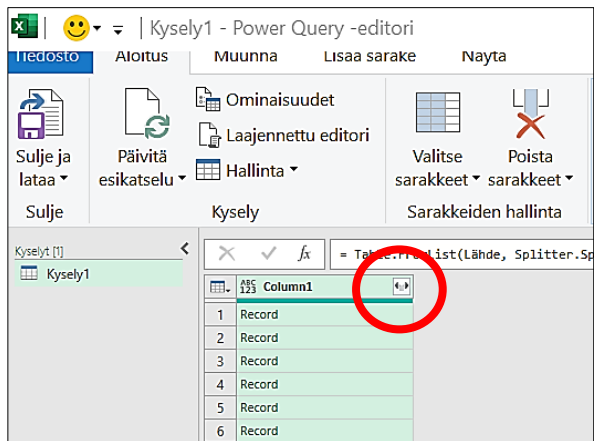 Kysely1 - Power Query -editori
Tiedosto Aloitus Muunna Lisää sarake Näytä
Sulje ja lataa
Päivitä esikatselu
Ominaisuudet
Laajennettu editori
Hallinta
Valitse sarakkeet
Poista sarakkeet
Sulje Kysely Sarakkeiden hallinta
Kyselyt [1]
Kysely1
fx = Table.FromList(Lähde, Splitter.Sp
ABC 123 Column1
1 Record
2 Record
3 Record
4 Record
5 Record
6 Record